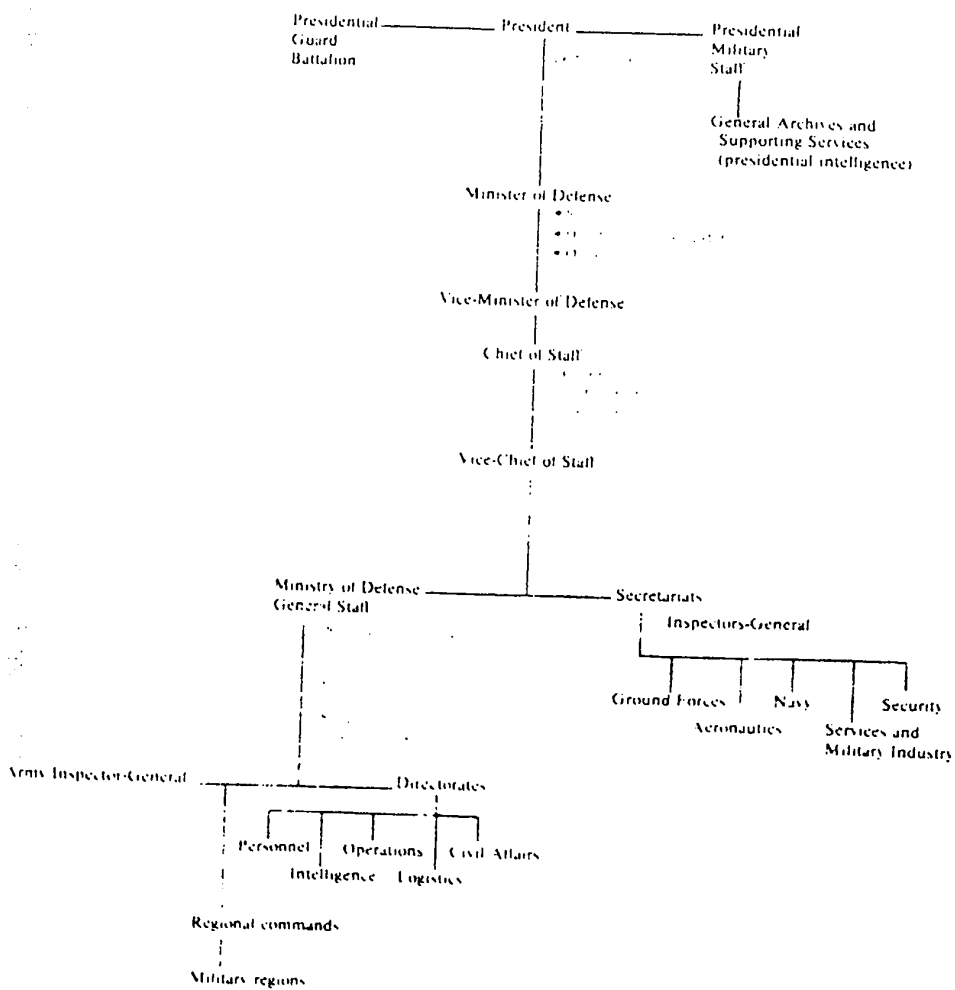 Presidential
Guard
Battalion
President
Presidential
Military
Staff
General Archives and
Supporting Services
(presidential intelligence)
Minister of Defense
Vice-Minister of Defense
Chief of Staff
Vice-Chief of Staff
Ministry of Defense
General Staff
Secretariats
Inspectors-General
Ground Forces
Aeronautics
Navy
Services and
Military Industry
Security
Army Inspector-General
Directorates
Personnel
Intelligence
Operations
Logistics
Civil Affairs
Regional commands
Military regions